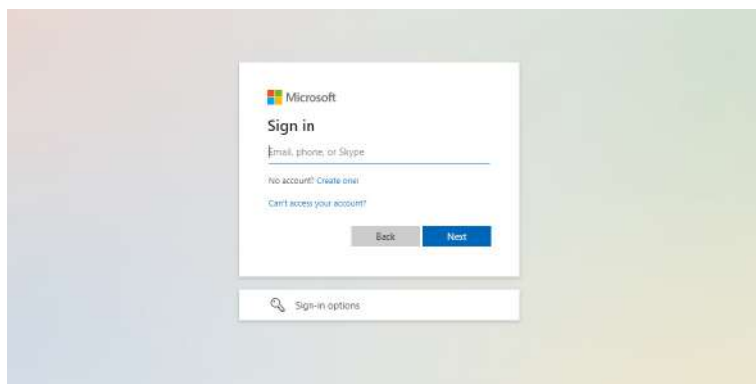 Microsoft
Sign in
Email, phone, or Skype
No account? Create one!
Can't access your account?
Back Next
Sign-in options